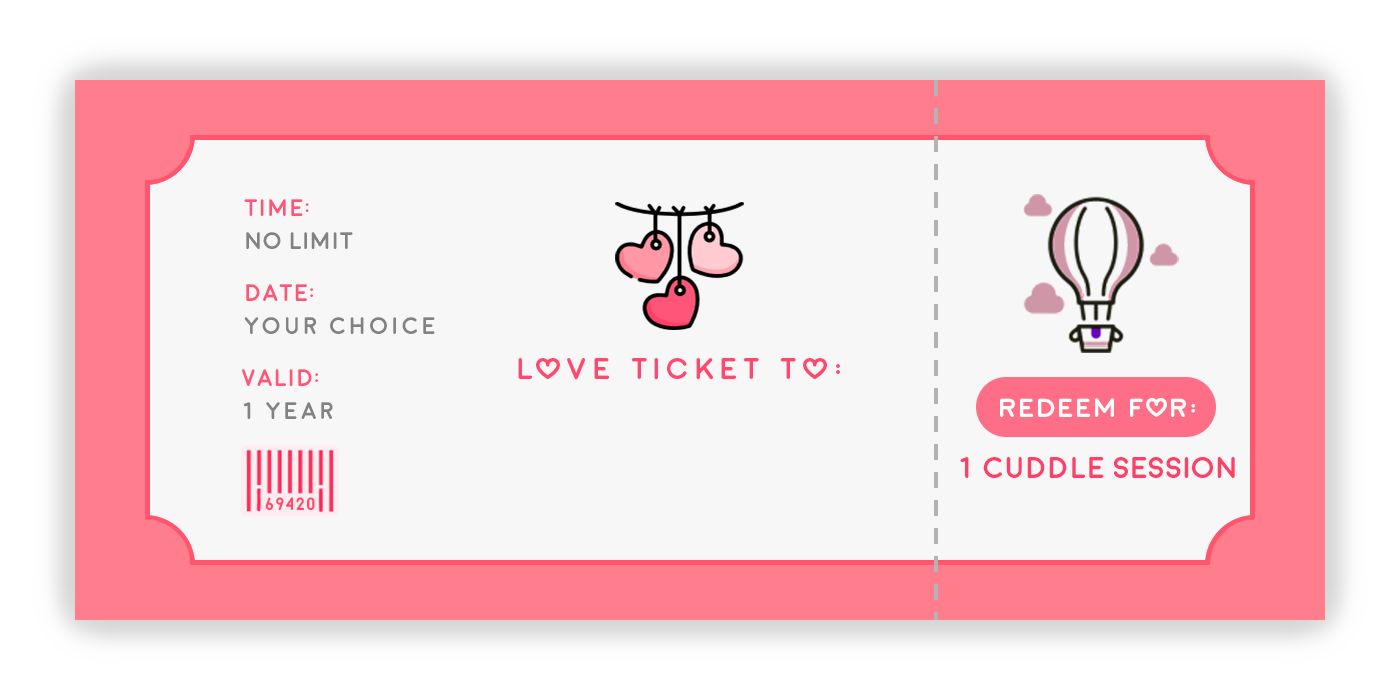 TIME:
NO LIMIT
DATE:
YOUR CHOICE
VALID:
1 YEAR
69420
LOVE TICKET TO:
REDEEM FOR:
1 CUDDLE SESSION